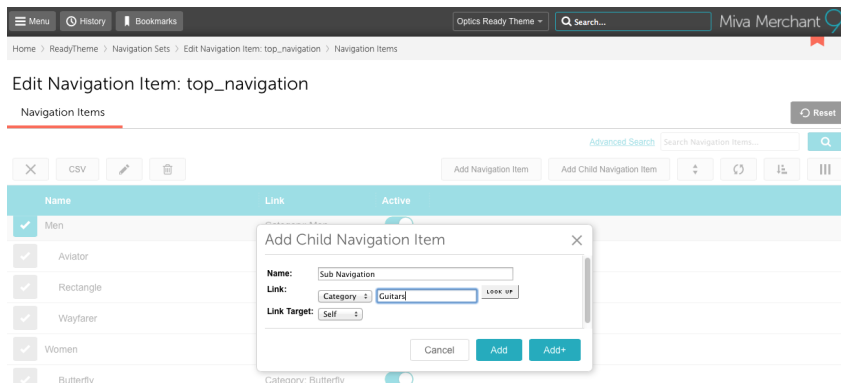 Menu History Bookmarks Optics Ready Theme Search... Miva Merchant 9
Home > ReadyTheme > Navigation Sets > Edit Navigation Item: top_navigation > Navigation Items
Edit Navigation Item: top_navigation
Navigation Items Reset
Advanced Search Search Navigation Items...
CSV Add Navigation Item Add Child Navigation Item
Name Link Active
Men Category: Men
Aviator
Rectangle
Wayfarer
Women
Butterfly Category: Butterfly
Add Child Navigation Item
Name: Sub Navigation
Link: Category Guitars LOOK UP
Link Target: Self
Cancel Add Add+